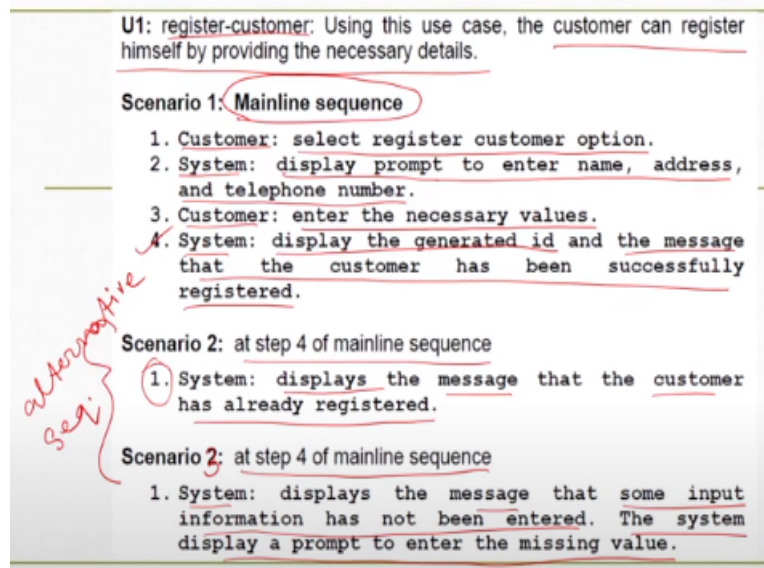 U1: register-customer: Using this use case, the customer can register
himself by providing the necessary details.
Scenario 1: Mainline sequence
1. Customer: select register customer option.
2. System: display prompt to enter name, address,
and telephone number.
3. Customer: enter the necessary values.
4. System: display the generated id and the message
that the customer has been successfully
registered.
Scenario 2: at step 4 of mainline sequence
1. System: displays the message that the customer
has already registered.
Scenario 2: at step 4 of mainline sequence
3
1. System: displays the message that some input
information has not been entered. The system
display a prompt to enter the missing value.
alternative
seq.